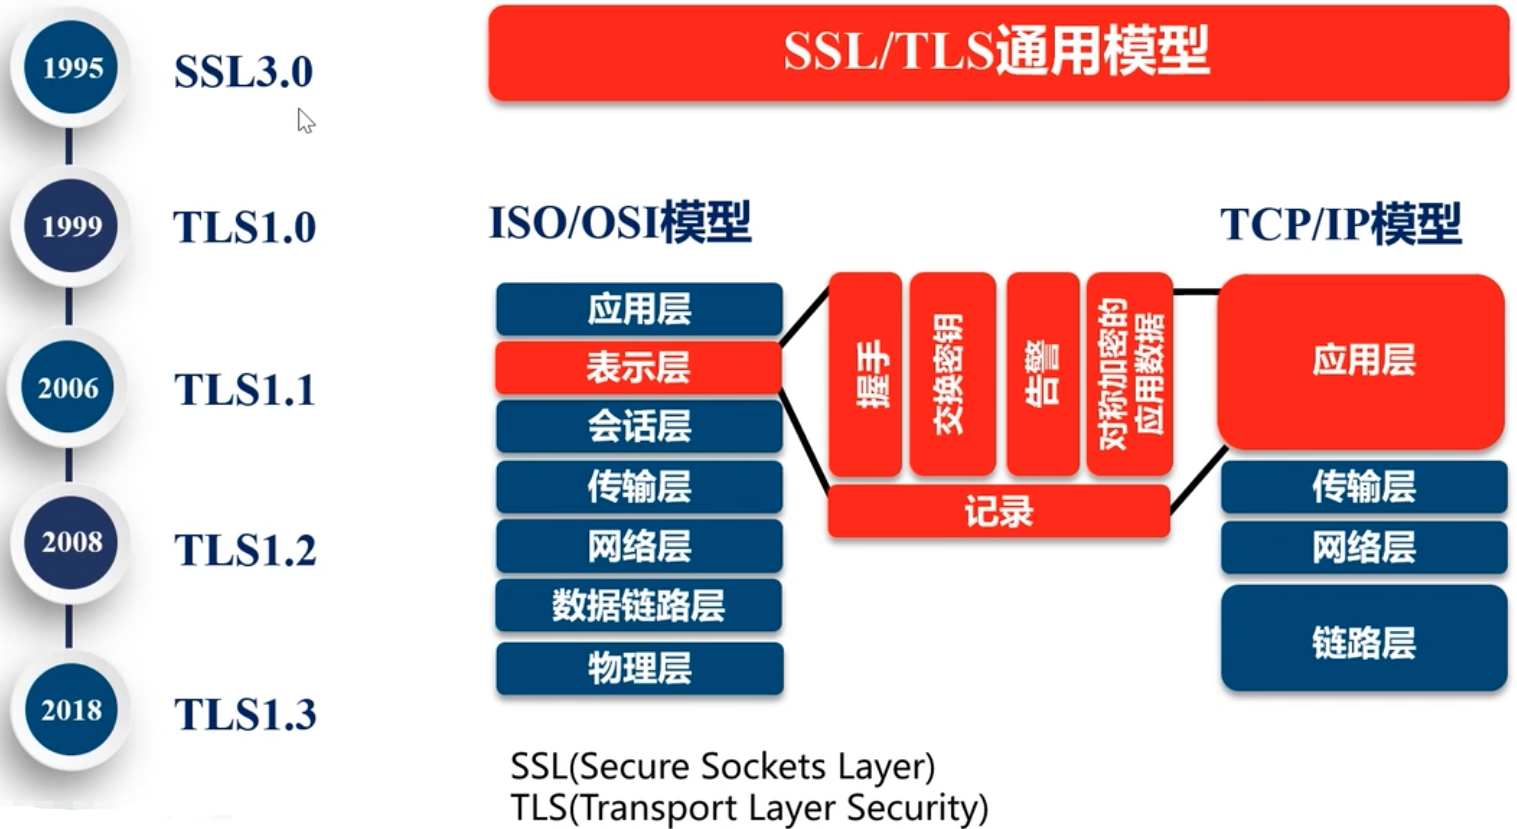 1995
SSL3.0
1999
TLS1.0
2006
TLS1.1
2008
TLS1.2
2018
TLS1.3
SSL/TLS通用模型
ISO/OSI模型
应用层
表示层
会话层
传输层
网络层
数据链路层
物理层
握手
交换密钥
告警
对称加密的
应用数据
记录
TCP/IP模型
应用层
传输层
网络层
链路层
SSL(Secure Sockets Layer)
TLS(Transport Layer Security)